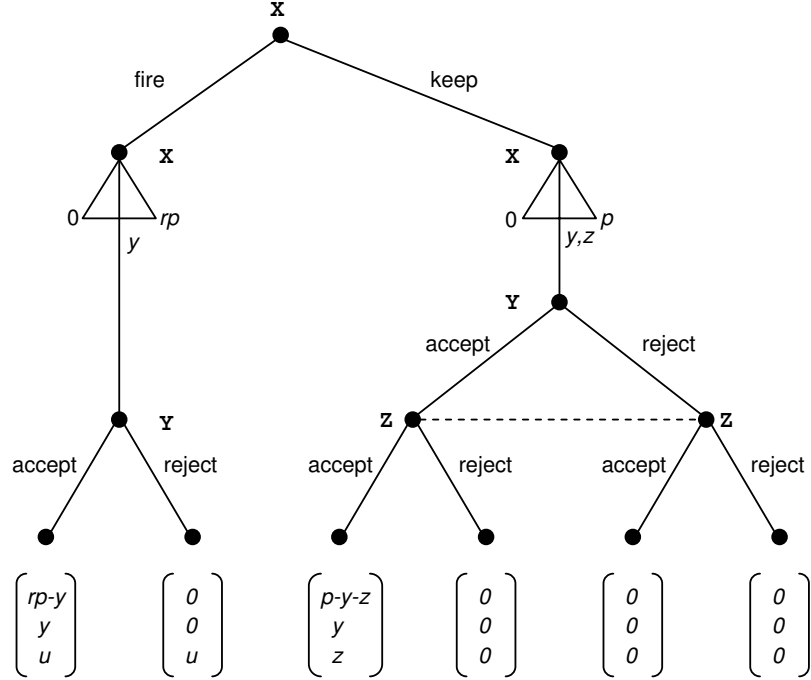 X
fire keep
X X
0 rp 0 p
y y,z
Y
accept reject
Y Z Z
accept reject accept reject accept reject
rp-y 0 p-y-z 0 0 0
y 0 y 0 0 0
u u z 0 0 0